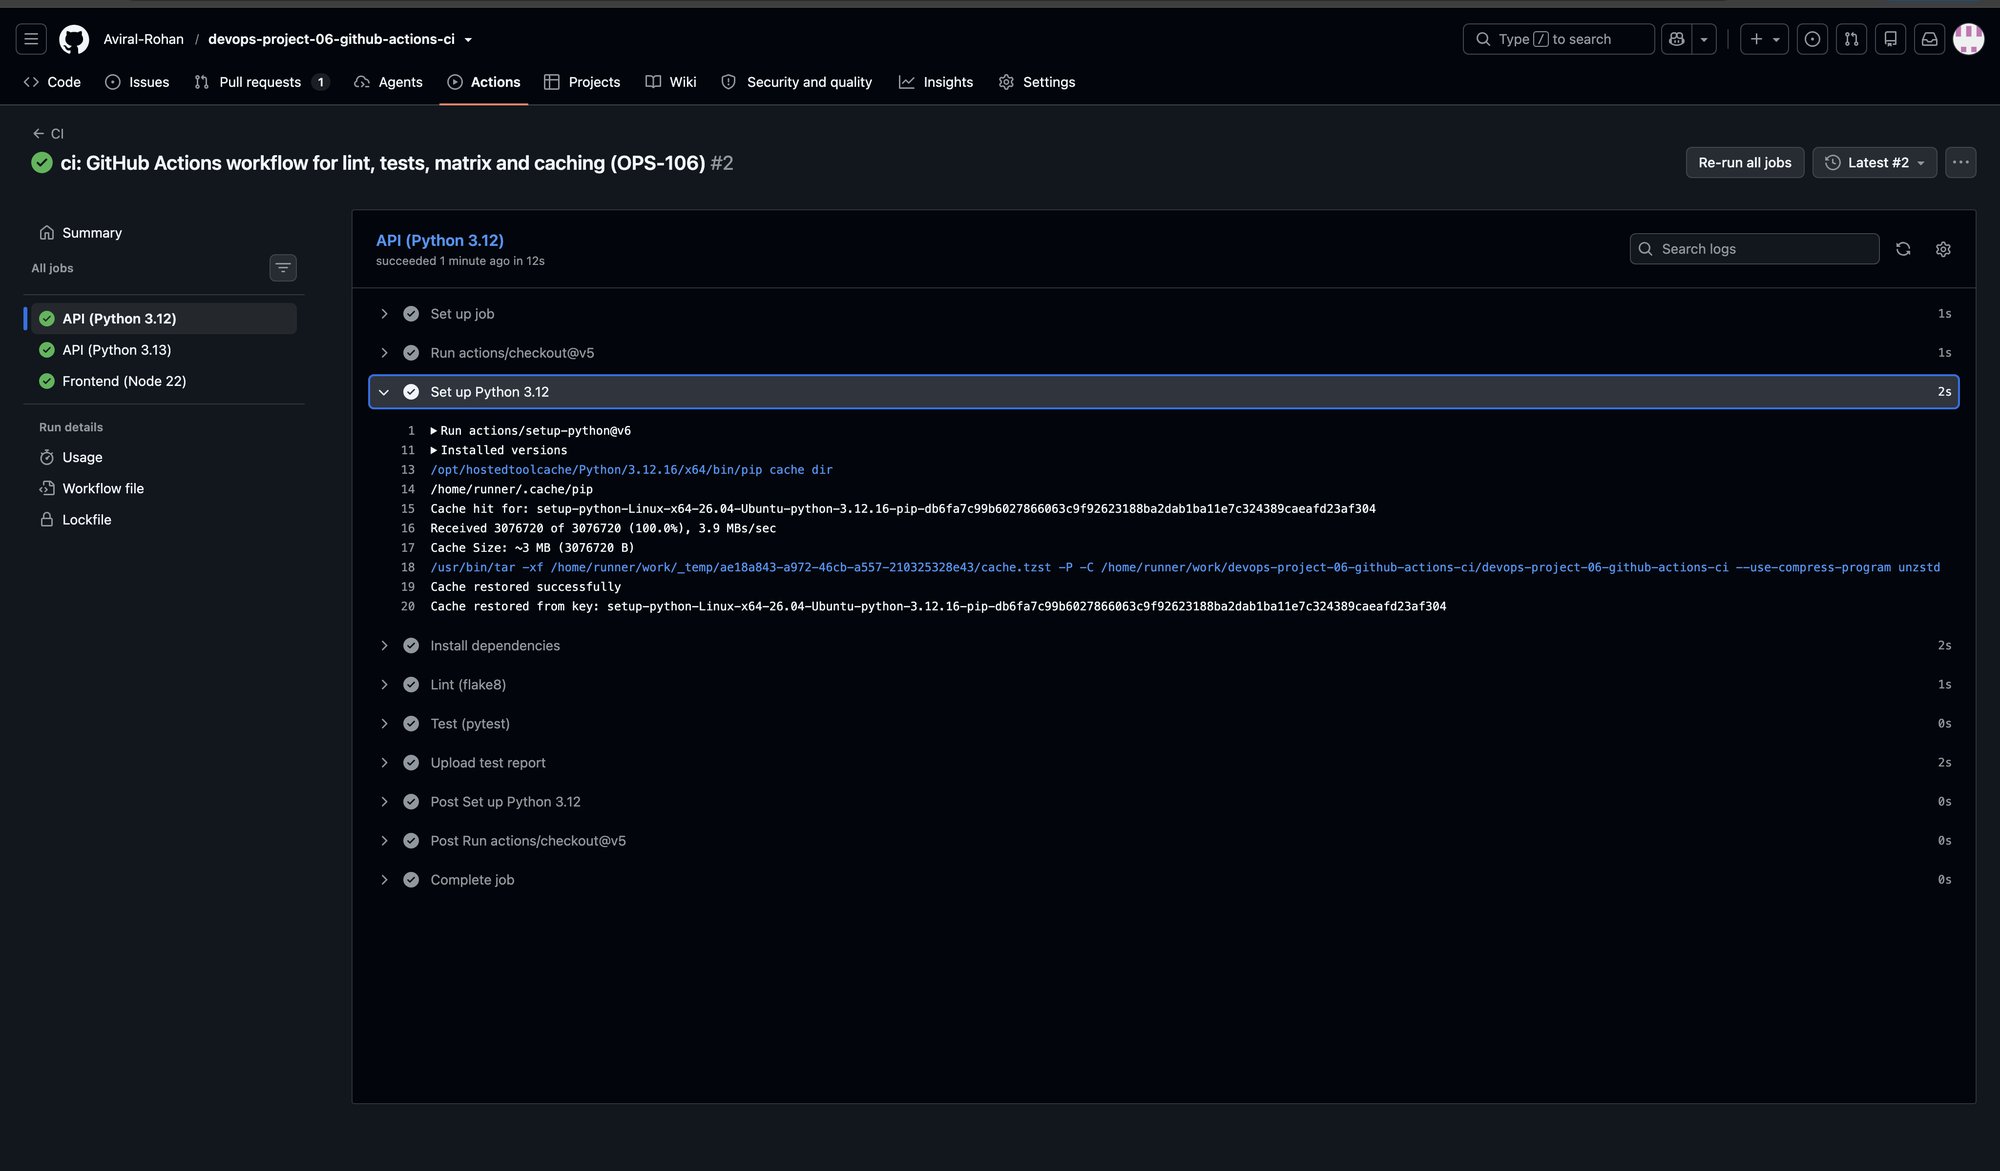 Aviral-Rohan / devops-project-06-github-actions-ci
Type / to search
Code
Issues
Pull requests 1
Agents
Actions
Projects
Wiki
Security and quality
Insights
Settings
CI
ci: GitHub Actions workflow for lint, tests, matrix and caching (OPS-106) #2
Re-run all jobs
Latest #2
Summary
All jobs
API (Python 3.12)
API (Python 3.13)
Frontend (Node 22)
Run details
Usage
Workflow file
Lockfile
API (Python 3.12)
succeeded 1 minute ago in 12s
Search logs
Set up job 1s
Run actions/checkout@v5 1s
Set up Python 3.12 2s
1 Run actions/setup-python@v6
11 Installed versions
13 /opt/hostedtoolcache/Python/3.12.16/x64/bin/pip cache dir
14 /home/runner/.cache/pip
15 Cache hit for: setup-python-Linux-x64-26.04-Ubuntu-python-3.12.16-pip-db6fa7c99b6027866063c9f92623188ba2dab1ba11e7c324389caeafd23af304
16 Received 3076720 of 3076720 (100.0%), 3.9 MBs/sec
17 Cache Size: ~3 MB (3076720 B)
18 /usr/bin/tar -xf /home/runner/work/_temp/ae18a843-a972-46cb-a557-210325328e43/cache.tzst -P -C /home/runner/work/devops-project-06-github-actions-ci/devops-project-06-github-actions-ci --use-compress-program unzstd
19 Cache restored successfully
20 Cache restored from key: setup-python-Linux-x64-26.04-Ubuntu-python-3.12.16-pip-db6fa7c99b6027866063c9f92623188ba2dab1ba11e7c324389caeafd23af304
Install dependencies 2s
Lint (flake8) 1s
Test (pytest) 0s
Upload test report 2s
Post Set up Python 3.12 0s
Post Run actions/checkout@v5 0s
Complete job 0s